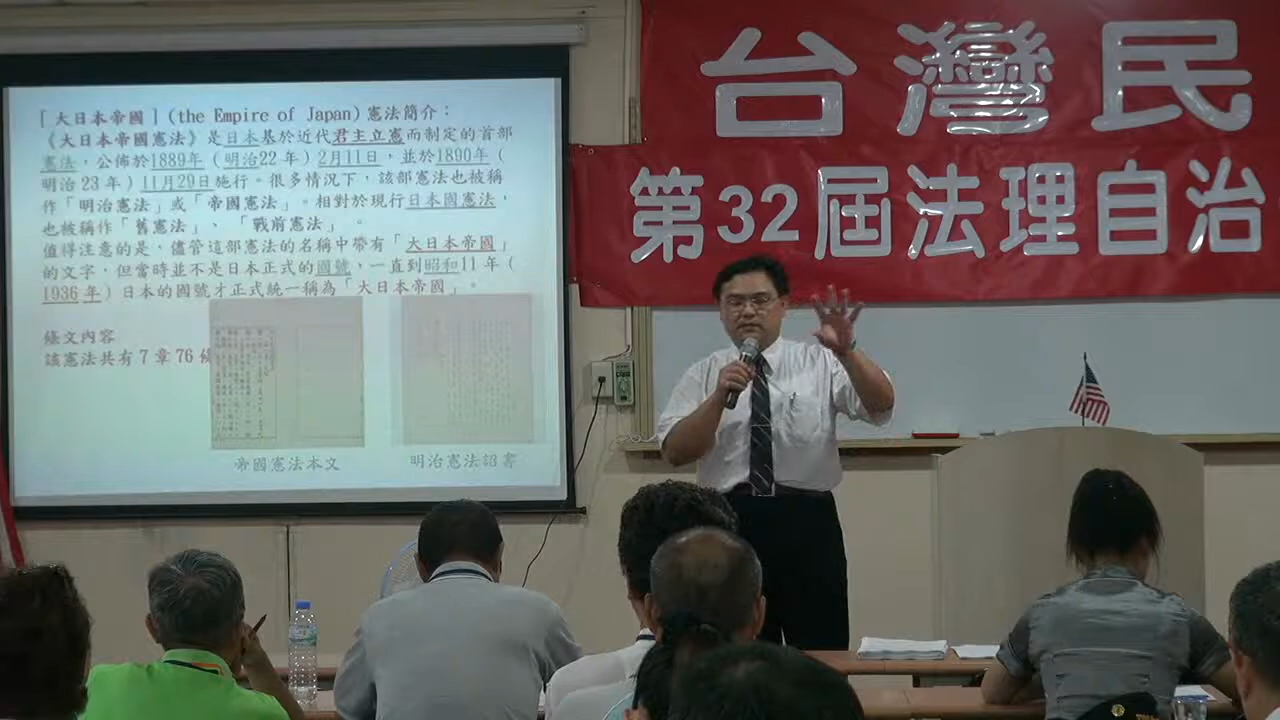 [大日本帝國](the Empire of Japan)憲法簡介：
《大日本帝國憲法》是日本基於近代君主立憲而制定的首部
憲法，公佈於1889年（明治22年）2月11日，並於1890年（
明治23年）11月29日施行。很多情況下，該部憲法也被稱
作「明治憲法」或「帝國憲法」。相對於現行日本國憲法，
也被稱作「舊憲法」、「戰前憲法」。
值得注意的是，儘管這部憲法的名稱中帶有「大日本帝國」
的文字，但當時並不是日本正式的國號，一直到昭和11年（
1936年）日本的國號才正式統一稱為「大日本帝國」。
條文內容
該憲法共有7章76條
帝國憲法本文
明治憲法詔書
台灣民
第32屆法理自治